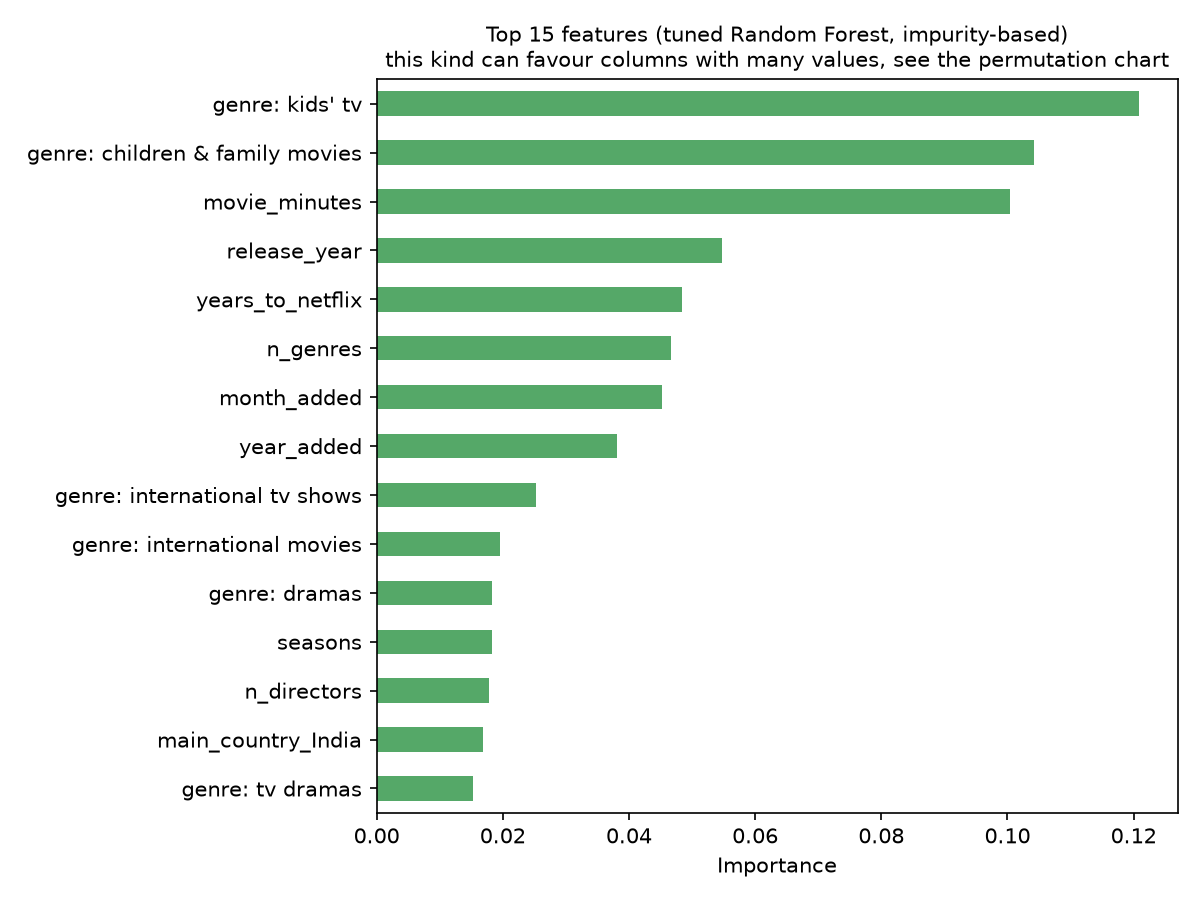 Top 15 features (tuned Random Forest, impurity-based)
this kind can favour columns with many values, see the permutation chart
genre: kids' tv
genre: children & family movies
movie_minutes
release_year
years_to_netflix
n_genres
month_added
year_added
genre: international tv shows
genre: international movies
genre: dramas
seasons
n_directors
main_country_India
genre: tv dramas
0.00 0.02 0.04 0.06 0.08 0.10 0.12
Importance